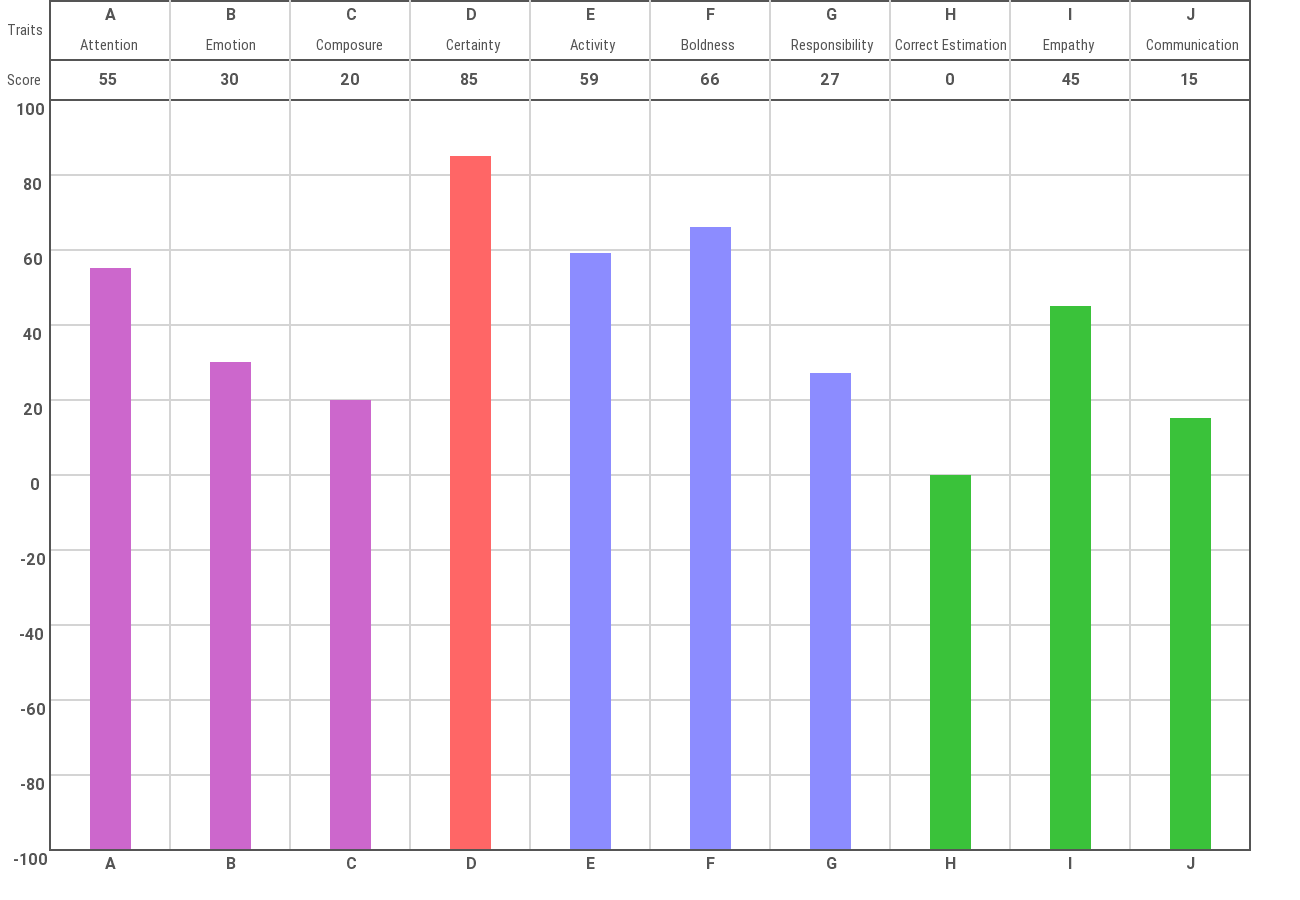 A B C D E F G H I J
Traits
Attention Emotion Composure Certainty Activity Boldness Responsibility Correct Estimation Empathy Communication
Score 55 30 20 85 59 66 27 0 45 15
100
80
60
40
20
0
-20
-40
-60
-80
-100
A B C D E F G H I J